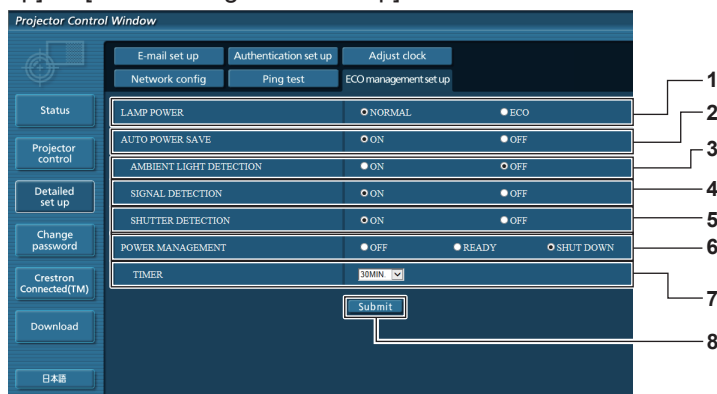 Projector Control Window
E-mail set up Authentication set up Adjust clock
Network config Ping test ECO management set up
Status
Projector
control
Detailed
set up
Change
password
Crestron
Connected(TM)
Download
日本語
LAMP POWER NORMAL ECO 1
AUTO POWER SAVE ON OFF 2
AMBIENT LIGHT DETECTION ON OFF 3
SIGNAL DETECTION ON OFF 4
SHUTTER DETECTION ON OFF 5
POWER MANAGEMENT OFF READY SHUT DOWN 6
TIMER 30MIN. 7
Submit 8